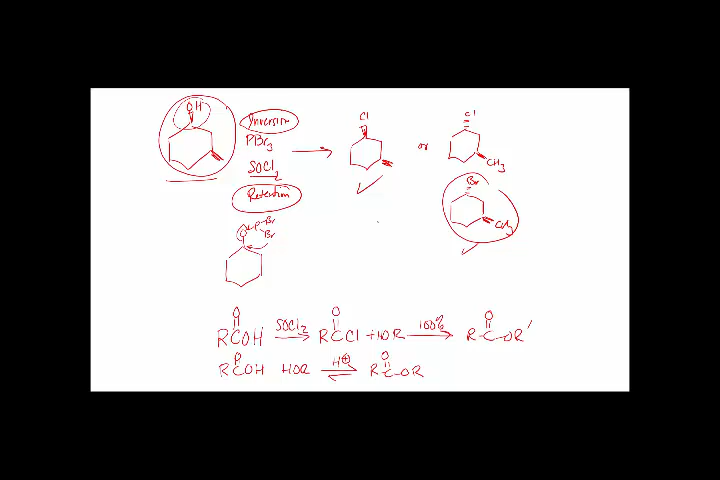 OH
Inversion
PBr3
SOCl2
Retention
Cl
or
Cl
CH3
Br
CH3
O P Br
Br
O O O
RCOH SOCl2 RCCl + HOR 100% R-C-OR'
O O
RCOH HOR H⊕ R-C-OR